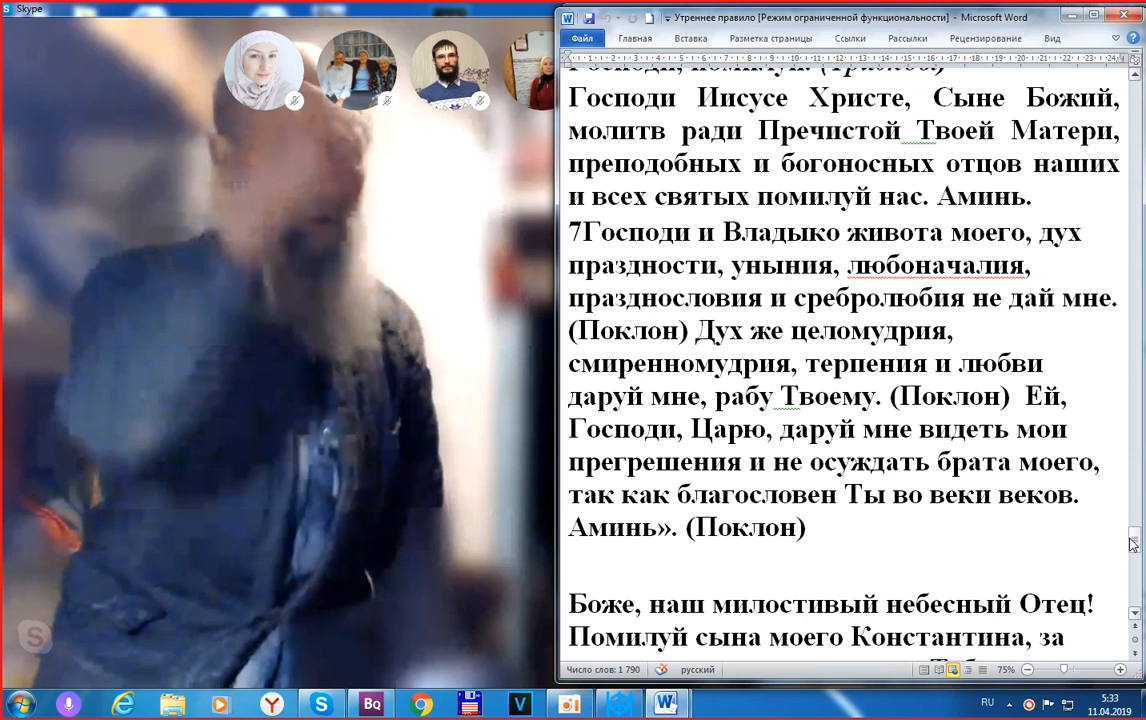 Skype
Утреннее правило [Режим ограниченной функциональности] - Microsoft Word
Файл Главная Вставка Разметка страницы Ссылки Рассылки Рецензирование Вид
Господи, помилуй. (Трижды.)
Господи Иисусе Христе, Сыне Божий,
молитв ради Пречистой Твоей Матери,
преподобных и богоносных отцов наших
и всех святых помилуй нас. Аминь.
7Господи и Владыко живота моего, дух
праздности, уныния, любоначалия,
празднословия и сребролюбия не дай мне.
(Поклон) Дух же целомудрия,
смиренномудрия, терпения и любви
даруй мне, рабу Твоему. (Поклон) Ей,
Господи, Царю, даруй мне видеть мои
прегрешения и не осуждать брата моего,
так как благословен Ты во веки веков.
Аминь». (Поклон)
Боже, наш милостивый небесный Отец!
Помилуй сына моего Константина, за
Число слов: 1 790 русский 75%
Bq
RU 5:33
11.04.2019